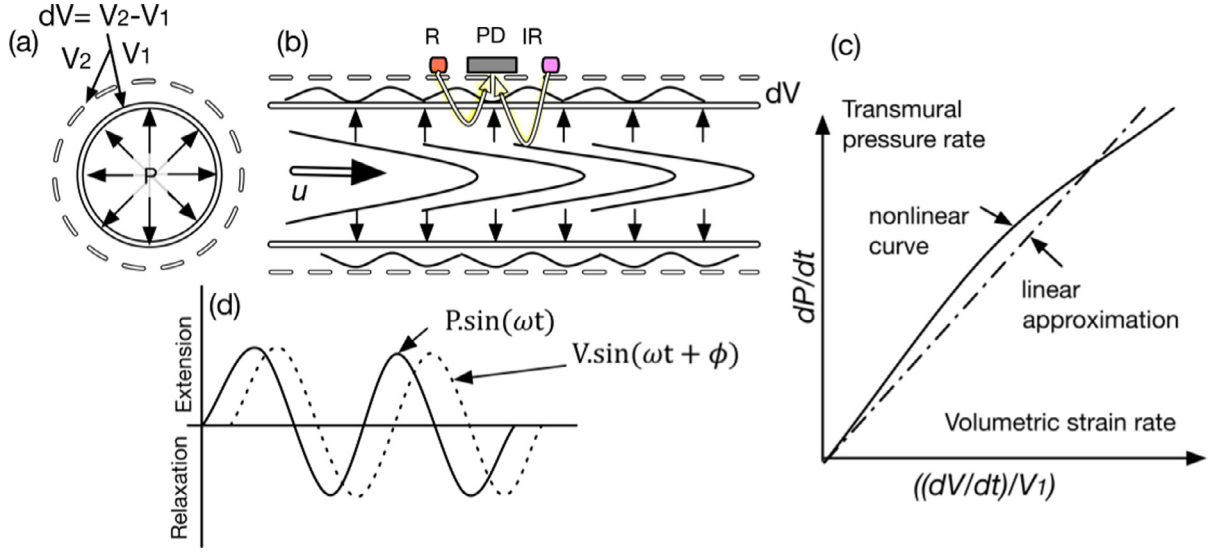 dV= V₂-V₁
(a)
V₂
V₁
P
(b)
R
PD
IR
dV
u
(c)
Transmural
pressure rate
nonlinear
curve
linear
approximation
dP/dt
Volumetric strain rate
((dV/dt)/V₁)
(d)
P.sin(ωt)
V.sin(ωt + ϕ)
Extension
Relaxation